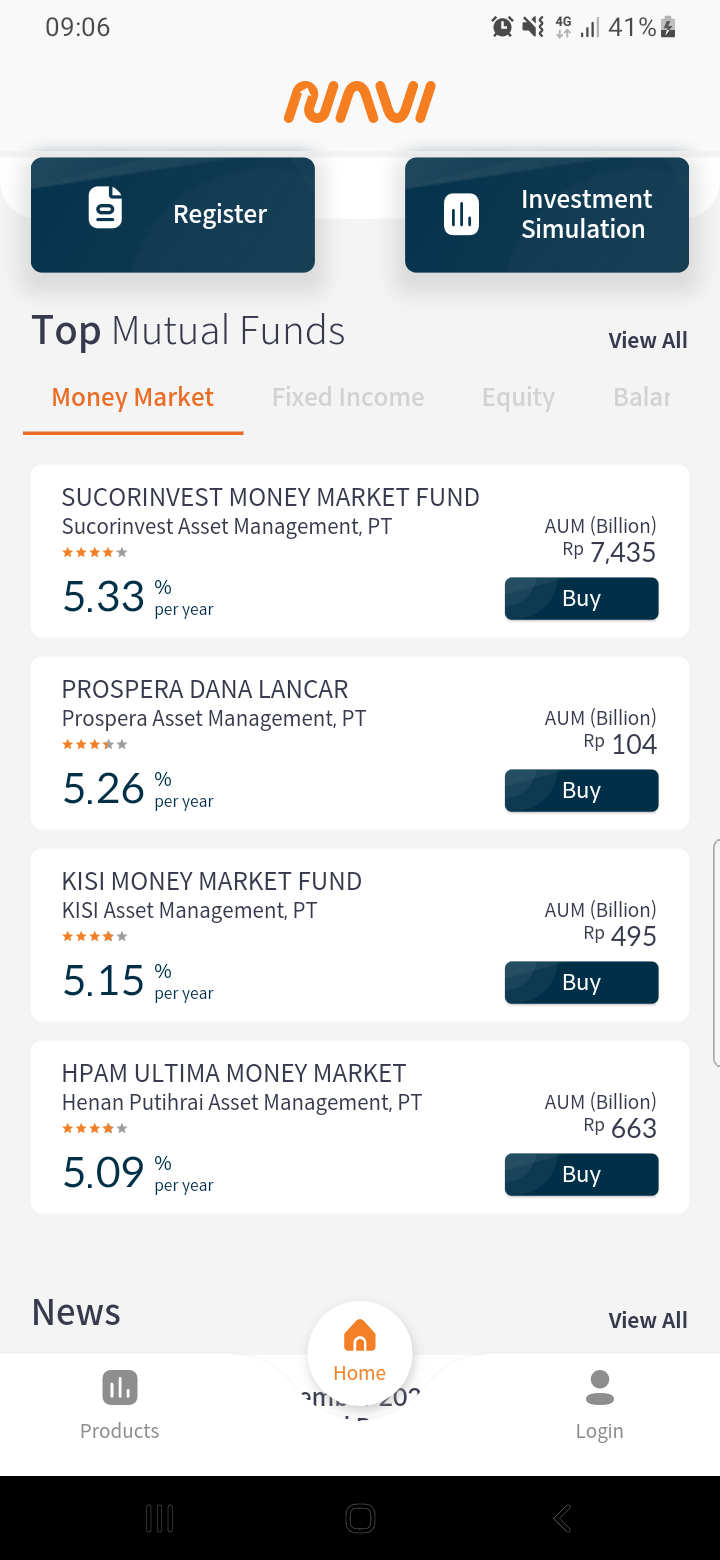 09:06
4G
41%
NAVI
Register
Investment
Simulation
Top Mutual Funds
View All
Money Market
Fixed Income
Equity
Balar
SUCORINVEST MONEY MARKET FUND
Sucorinvest Asset Management, PT
AUM (Billion)
Rp 7,435
5.33 %
per year
Buy
PROSPERA DANA LANCAR
Prospera Asset Management, PT
AUM (Billion)
Rp 104
5.26 %
per year
Buy
KISI MONEY MARKET FUND
KISI Asset Management, PT
AUM (Billion)
Rp 495
5.15 %
per year
Buy
HPAM ULTIMA MONEY MARKET
Henan Putihrai Asset Management, PT
AUM (Billion)
Rp 663
5.09 %
per year
Buy
News
View All
Home
Products
Login